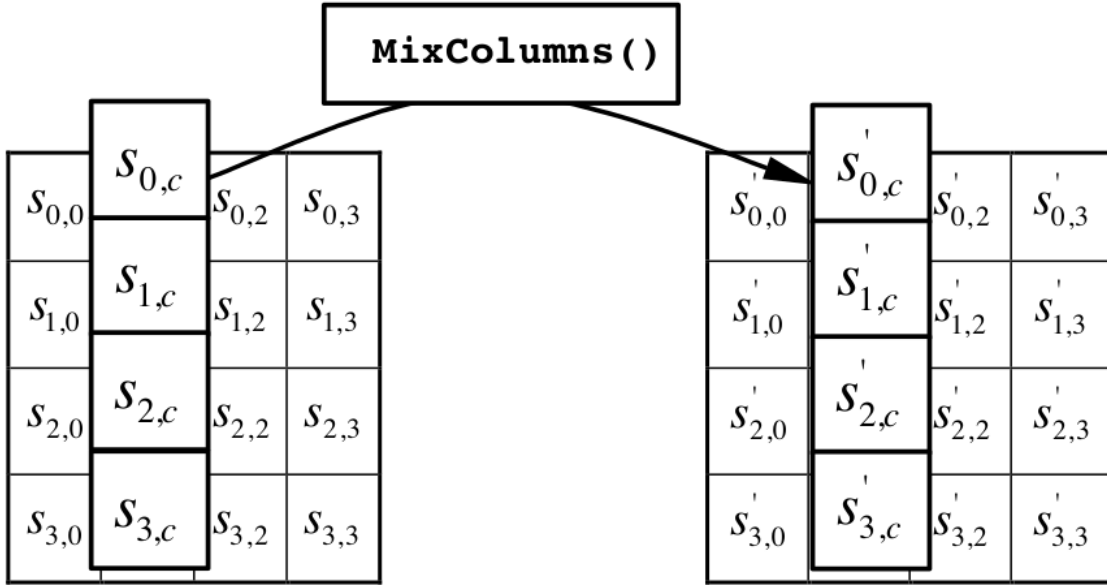 MixColumns()
s0,c s'0,c
s0,0 s0,2 s0,3 s'0,0 s'0,2 s'0,3
s1,c s'1,c
s1,0 s1,2 s1,3 s'1,0 s'1,2 s'1,3
s2,c s'2,c
s2,0 s2,2 s2,3 s'2,0 s'2,2 s'2,3
s3,c s'3,c
s3,0 s3,2 s3,3 s'3,0 s'3,2 s'3,3